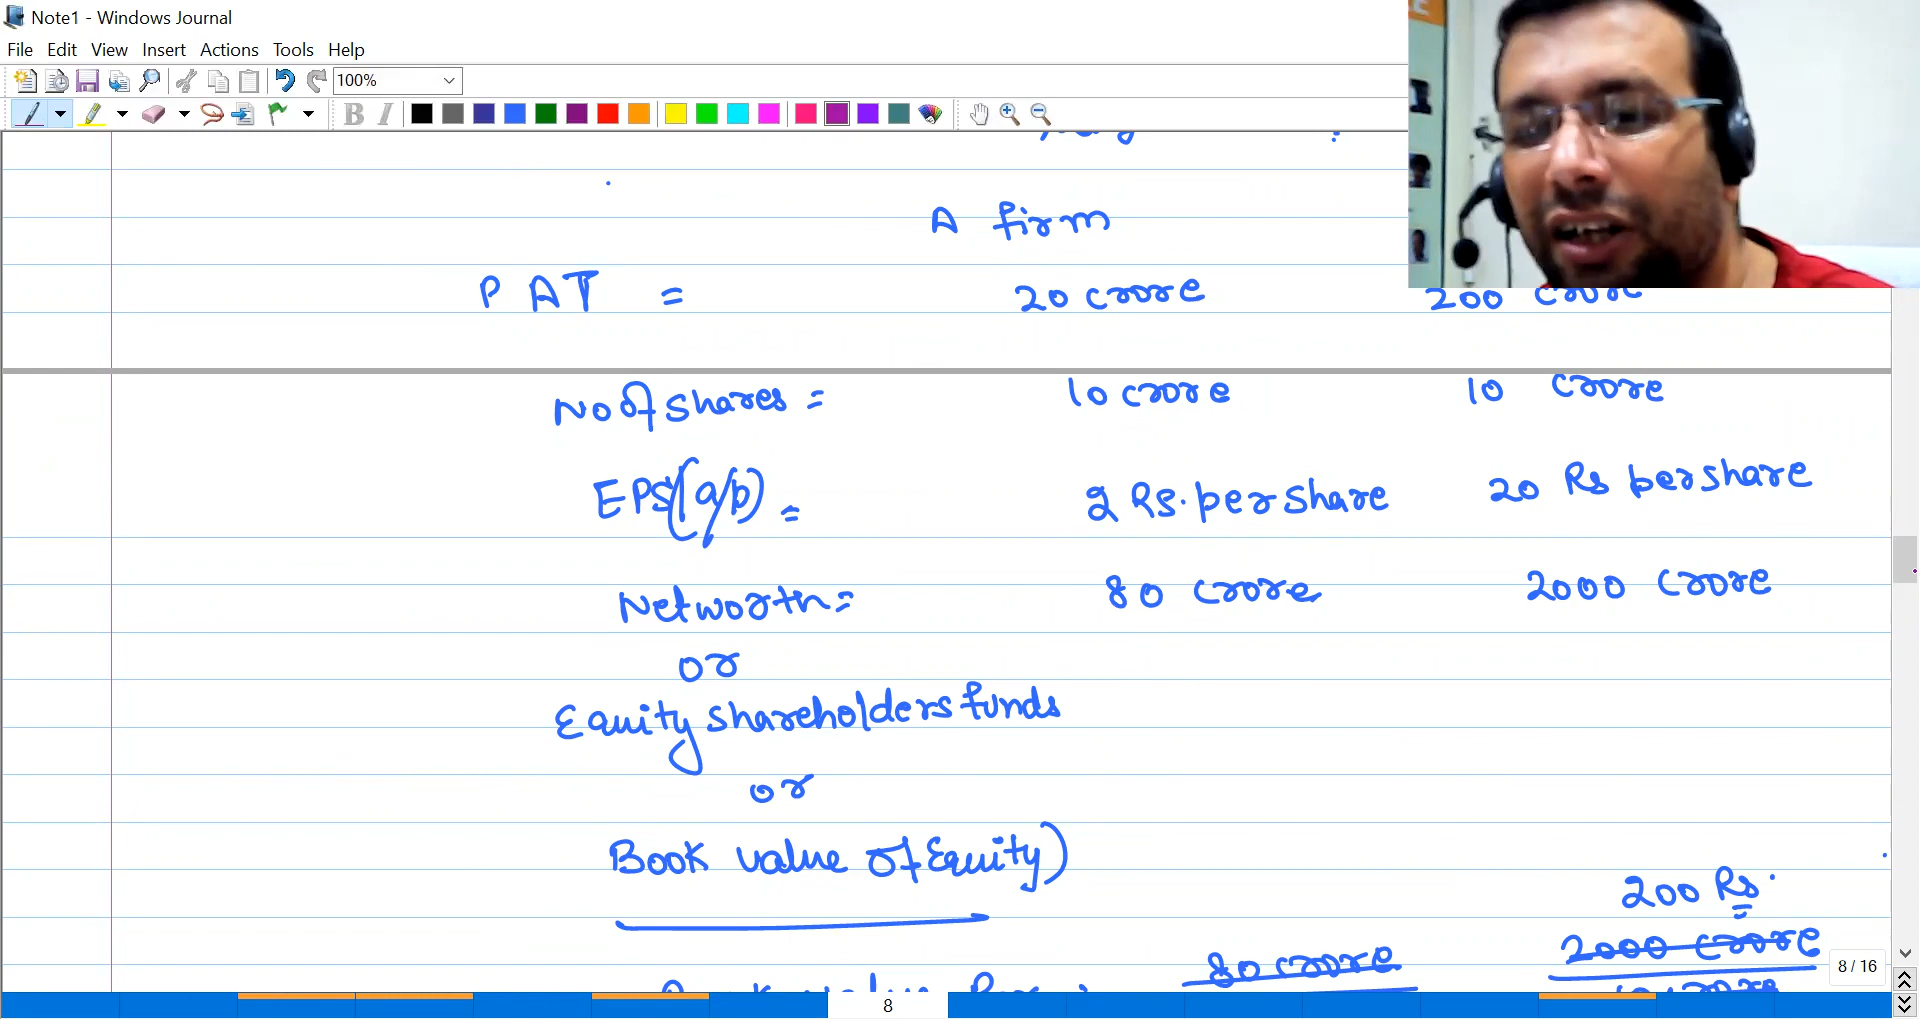 Note1 - Windows Journal
File Edit View Insert Actions Tools Help
100%
B I
A firm
PAT = 20 crore 200 crore
No of shares = 10 crore 10 crore
EPS (a/b) = 2 Rs. per share 20 Rs per share
Networth = 80 crore 2000 crore
or
Equity shareholders funds
or
Book value of Equity)
200 Rs.
80 crore 2000 crore
8 / 16
8